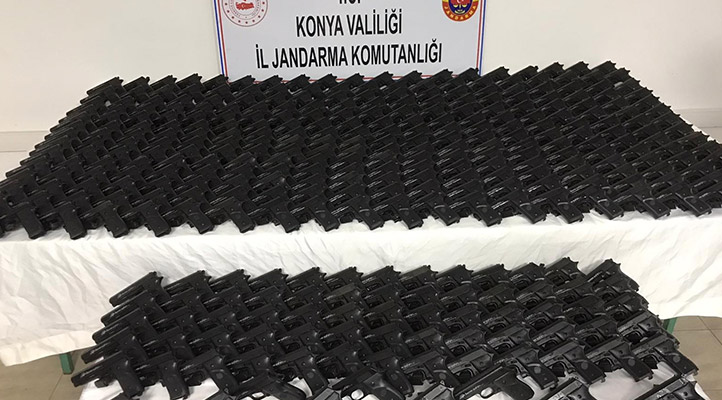 KONYA VALİLİĞİ
İL JANDARMA KOMUTANLIĞI